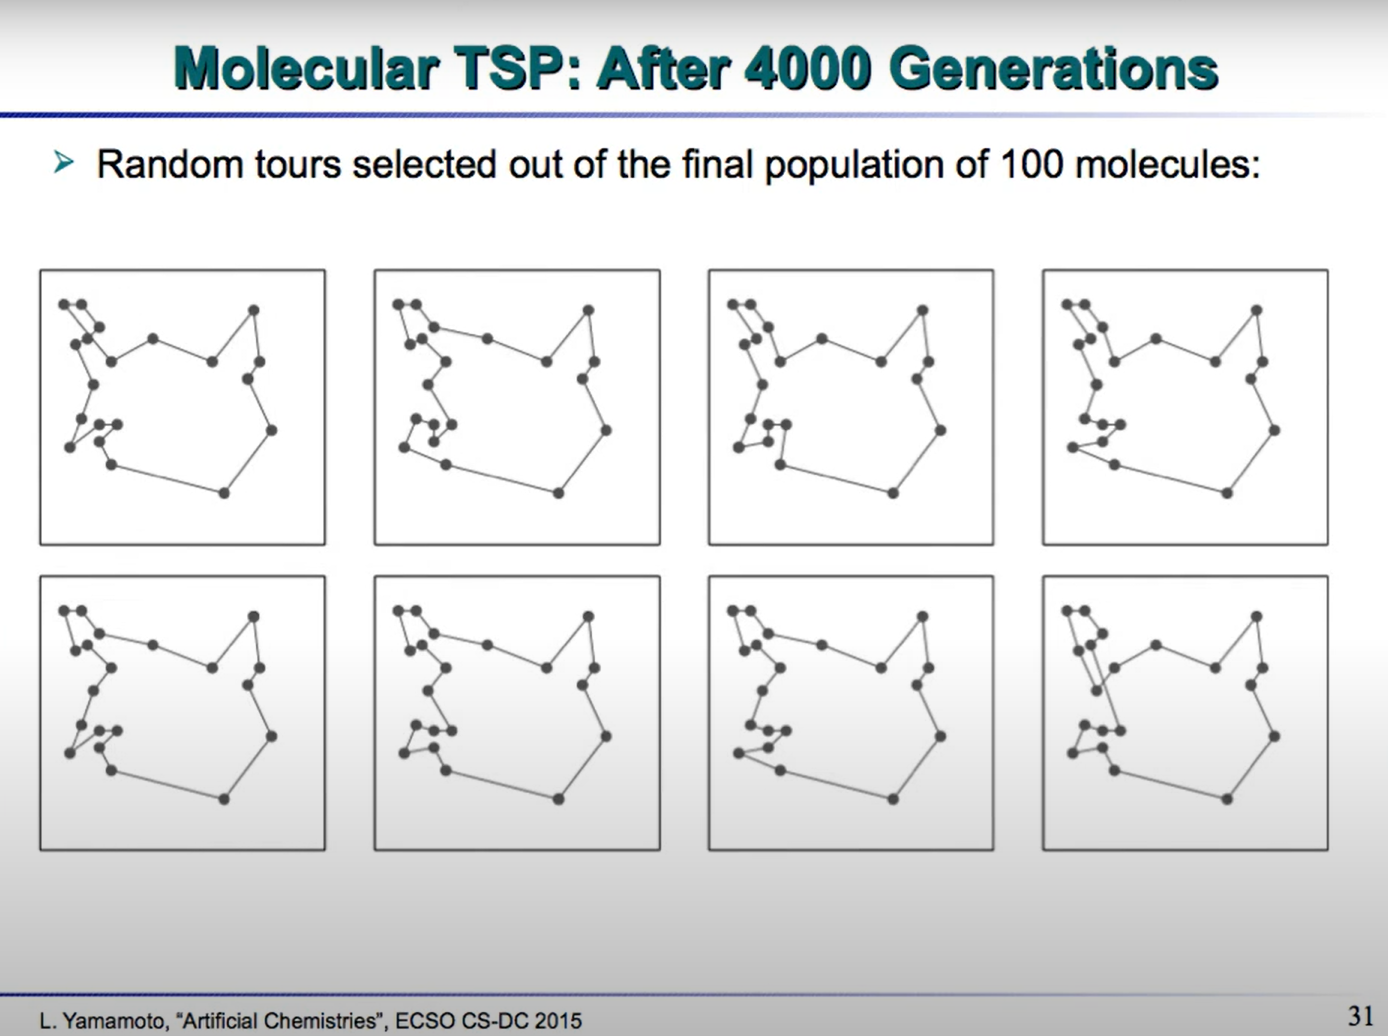 Molecular TSP: After 4000 Generations
Random tours selected out of the final population of 100 molecules:
L. Yamamoto, “Artificial Chemistries”, ECSO CS-DC 2015
31